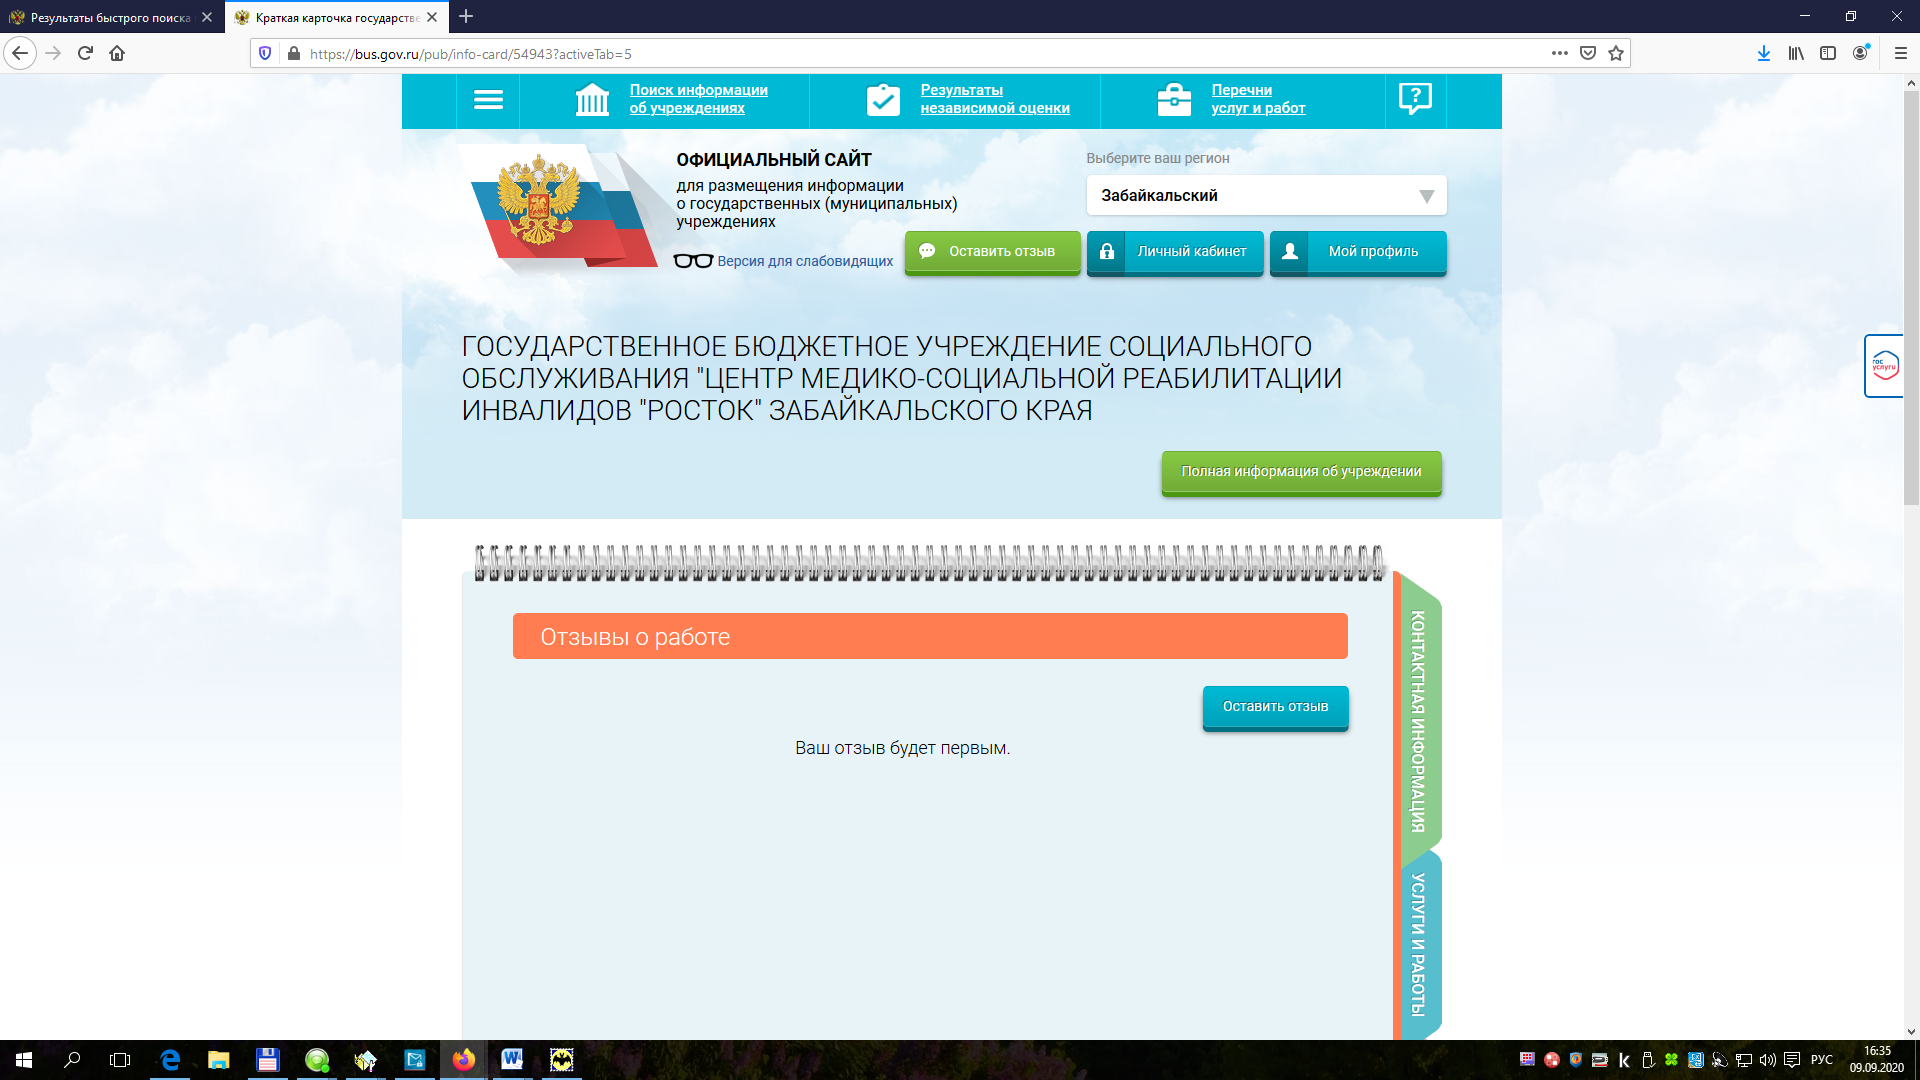 Результаты быстрого поиска
Краткая карточка государстве
https://bus.gov.ru/pub/info-card/54943?activeTab=5
Поиск информации
об учреждениях
Результаты
независимой оценки
Перечни
услуг и работ
ОФИЦИАЛЬНЫЙ САЙТ
для размещения информации
о государственных (муниципальных)
учреждениях
Версия для слабовидящих
Оставить отзыв
Выберите ваш регион
Забайкальский
Личный кабинет
Мой профиль
ГОСУДАРСТВЕННОЕ БЮДЖЕТНОЕ УЧРЕЖДЕНИЕ СОЦИАЛЬНОГО
ОБСЛУЖИВАНИЯ "ЦЕНТР МЕДИКО-СОЦИАЛЬНОЙ РЕАБИЛИТАЦИИ
ИНВАЛИДОВ "РОСТОК" ЗАБАЙКАЛЬСКОГО КРАЯ
гос
услуги
Полная информация об учреждении
Отзывы о работе
Оставить отзыв
Ваш отзыв будет первым.
КОНТАКТНАЯ ИНФОРМАЦИЯ
УСЛУГИ И РАБОТЫ
РУС
16:35
09.09.2020